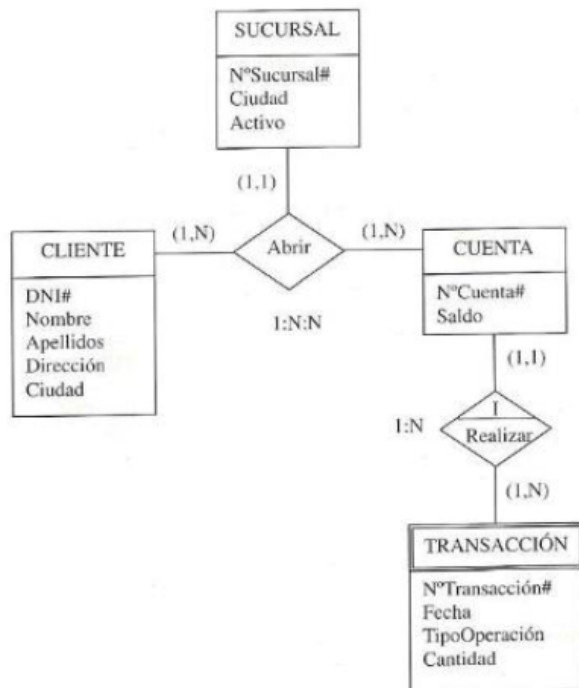 SUCURSAL
NºSucursal#
Ciudad
Activo
(1,1)
(1,N)
Abrir
(1,N)
CLIENTE
DNI#
Nombre
Apellidos
Dirección
Ciudad
1:N:N
CUENTA
NºCuenta#
Saldo
(1,1)
1:N
I
Realizar
(1,N)
TRANSACCIÓN
NºTransacción#
Fecha
TipoOperación
Cantidad